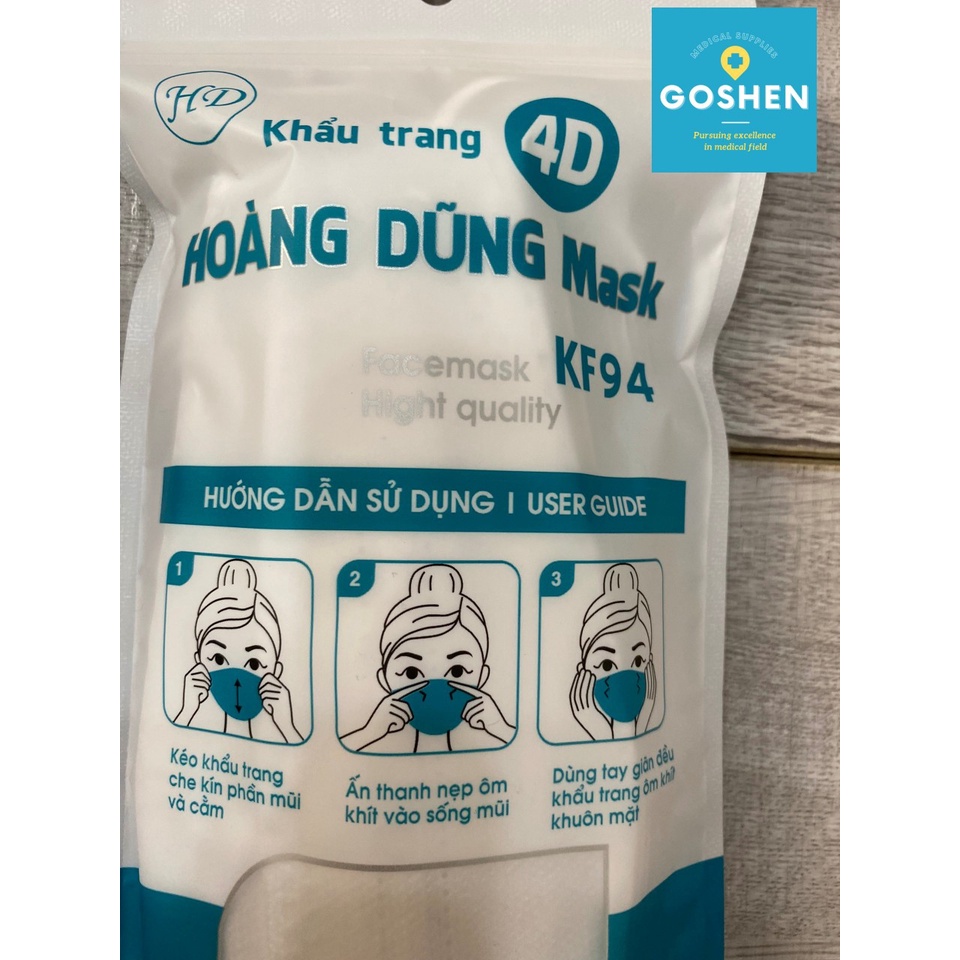 MEDICAL SUPPLIES
GOSHEN
Pursuing excellence
in medical field
HD
Khẩu trang 4D
HOÀNG DŨNG Mask
Facemask KF94
Hight quality
HƯỚNG DẪN SỬ DỤNG | USER GUIDE
1
Kéo khẩu trang
che kín phần mũi
và cằm
2
Ấn thanh nẹp ôm
khít vào sống mũi
3
Dùng tay giãn đều
khẩu trang ôm khít
khuôn mặt